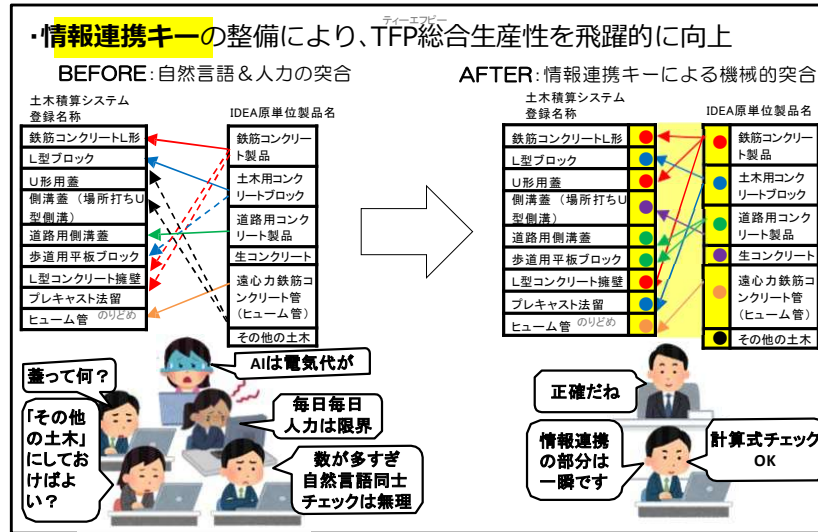 ティーエフピー
・情報連携キーの整備により、TFP総合生産性を飛躍的に向上
BEFORE：自然言語＆人力の突合
土木積算システム
登録名称
IDEA原単位製品名
鉄筋コンクリートL形
L型ブロック
U形用蓋
側溝蓋（場所打ちU
型側溝）
道路用側溝蓋
歩道用平板ブロック
L型コンクリート擁壁
プレキャスト法留
ヒューム管
のりどめ
鉄筋コンクリー
ト製品
土木用コンク
リートブロック
道路用コンク
リート製品
生コンクリート
遠心力鉄筋コ
ンクリート管
（ヒューム管）
その他の土木
AIは電気代が
蓋って何？
毎日毎日
人力は限界
「その他
の土木」
にしてお
けばよ
い？
数が多すぎ
自然言語同士
チェックは無理
AFTER：情報連携キーによる機械的突合
土木積算システム
登録名称
IDEA原単位製品名
鉄筋コンクリートL形
L型ブロック
U形用蓋
側溝蓋（場所打ちU
型側溝）
道路用側溝蓋
歩道用平板ブロック
L型コンクリート擁壁
プレキャスト法留
ヒューム管
のりどめ
鉄筋コンクリー
ト製品
土木用コンク
リートブロック
道路用コンク
リート製品
生コンクリート
遠心力鉄筋コ
ンクリート管
（ヒューム管）
その他の土木
正確だね
情報連携
の部分は
一瞬です
計算式チェック
OK